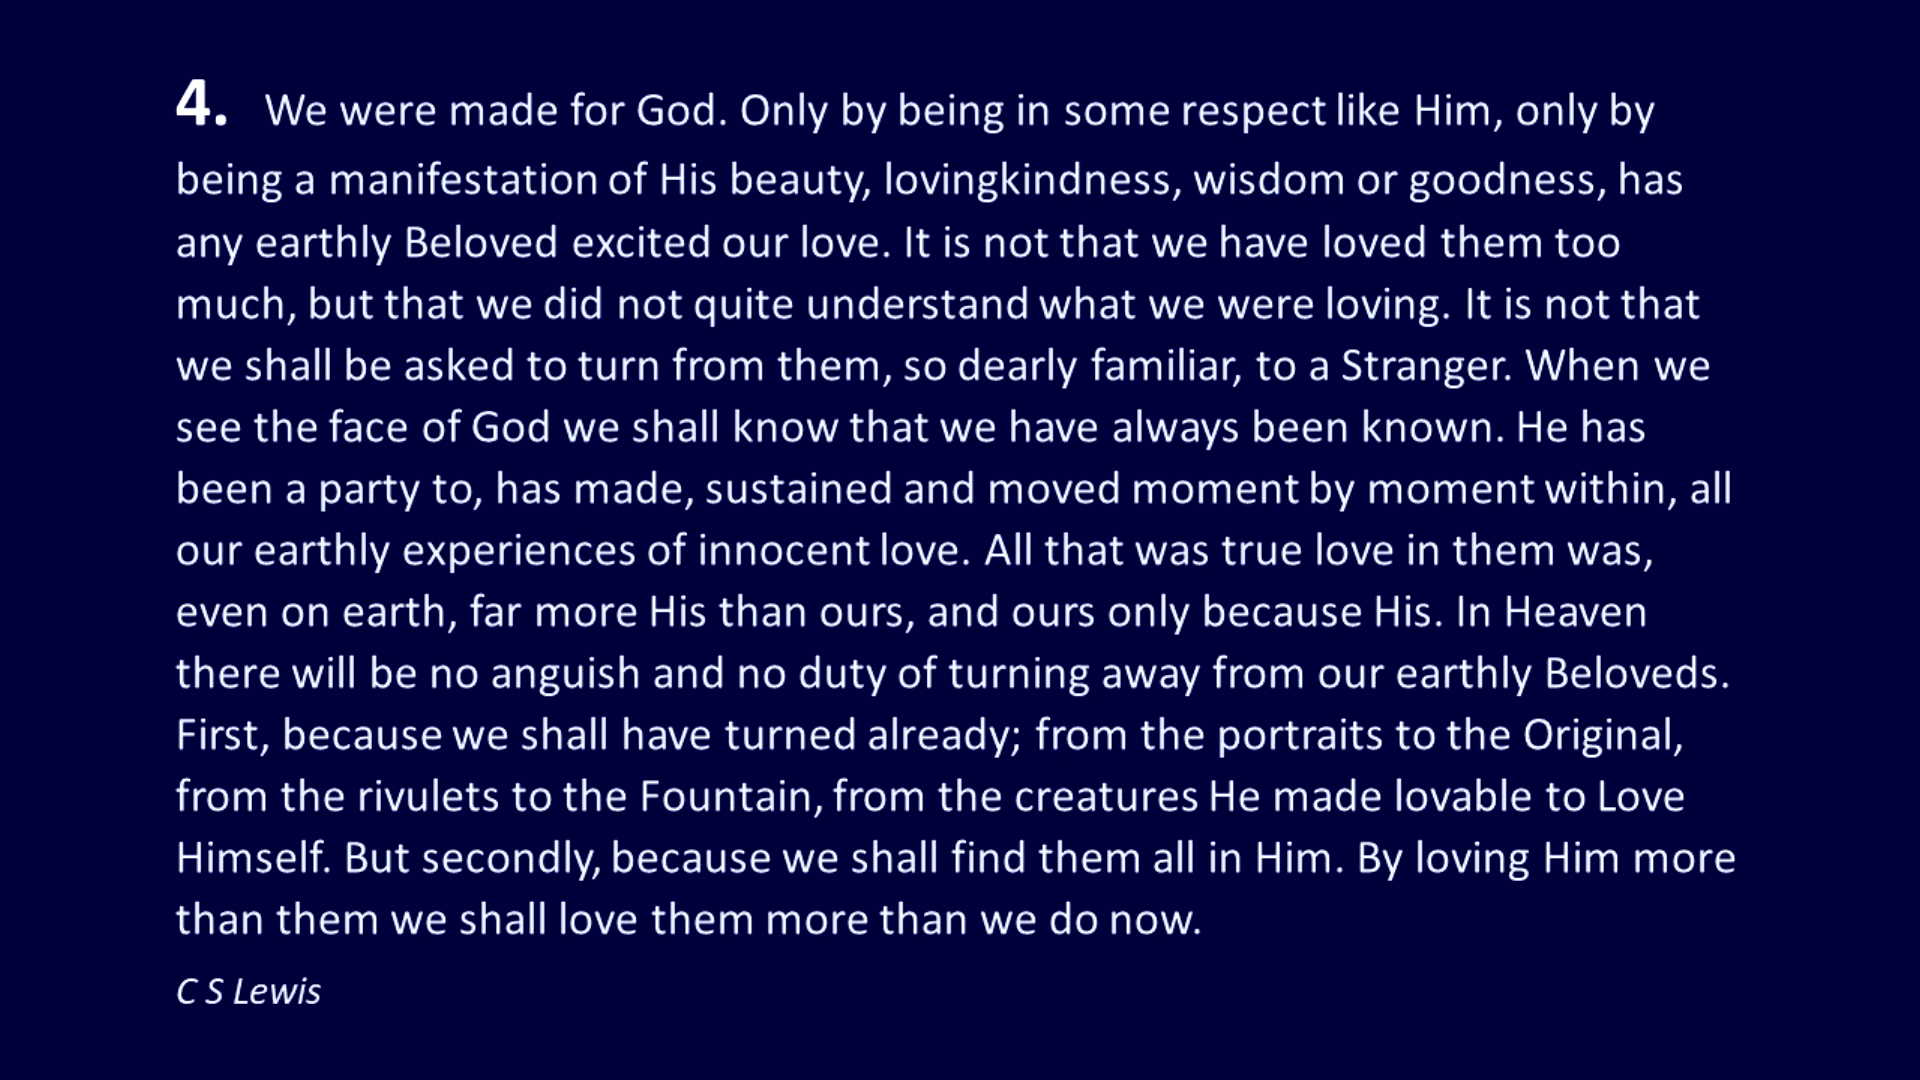 4. We were made for God. Only by being in some respect like Him, only by
being a manifestation of His beauty, lovingkindness, wisdom or goodness, has
any earthly Beloved excited our love. It is not that we have loved them too
much, but that we did not quite understand what we were loving. It is not that
we shall be asked to turn from them, so dearly familiar, to a Stranger. When we
see the face of God we shall know that we have always been known. He has
been a party to, has made, sustained and moved moment by moment within, all
our earthly experiences of innocent love. All that was true love in them was,
even on earth, far more His than ours, and ours only because His. In Heaven
there will be no anguish and no duty of turning away from our earthly Beloveds.
First, because we shall have turned already; from the portraits to the Original,
from the rivulets to the Fountain, from the creatures He made lovable to Love
Himself. But secondly, because we shall find them all in Him. By loving Him more
than them we shall love them more than we do now.
C S Lewis